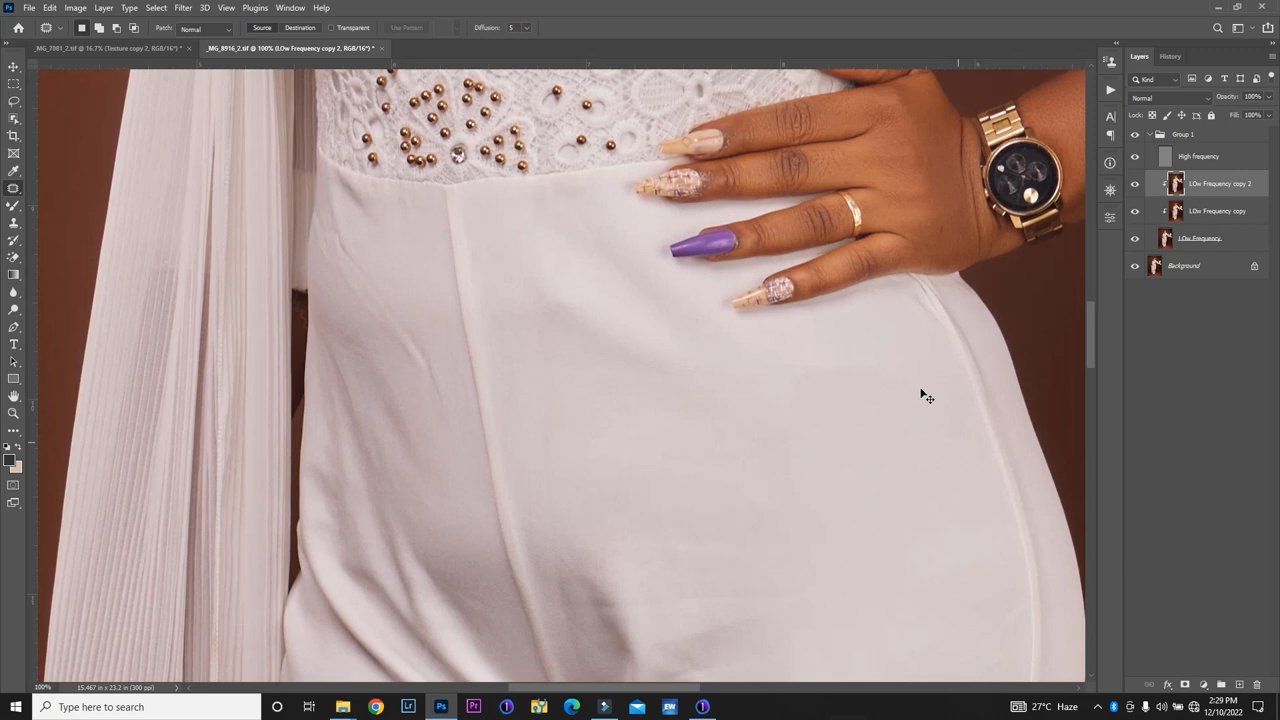 File Edit Image Layer Type Select Filter 3D View Plugins Window Help
Patch: Normal Source Destination Transparent Use Pattern Diffusion: 5
_MG_7081_2.tif @ 16.7% (Texture copy 2, RGB/16*) * × _MG_8916_2.tif @ 100% (LOw Frequency copy 2, RGB/16*) * ×
Layers History
Kind
Normal Opacity: 100%
Lock: Fill: 100%
Group 1
High frequency
LOw Frequency copy 2
LOw Frequency copy
LOw Frequency
Background
100% 15.467 in x 23.2 in (300 ppi)
Type here to search
27°C Haze
2:29 PM
12/10/2022